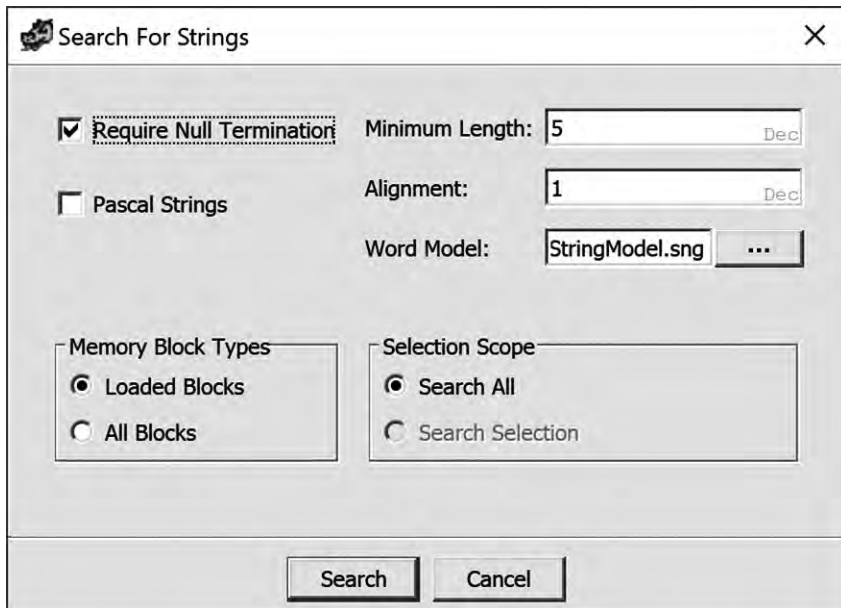 Search For Strings
Require Null Termination
Minimum Length: 5 Dec
Pascal Strings
Alignment: 1 Dec
Word Model: StringModel.sng ...
Memory Block Types
Loaded Blocks
All Blocks
Selection Scope
Search All
Search Selection
Search Cancel